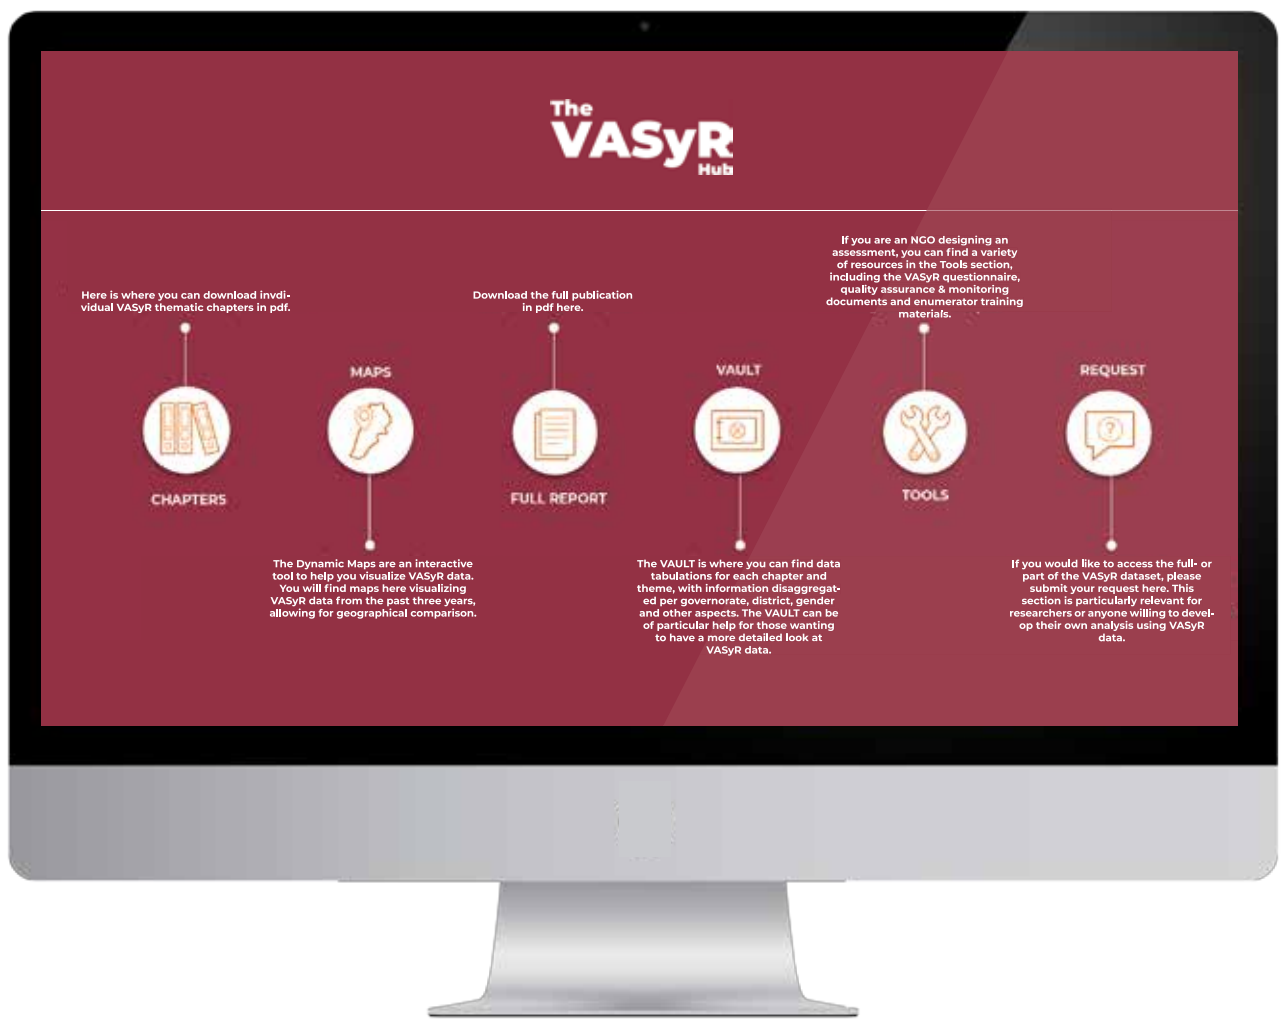 The
VASyR
Hub
Here is where you can download invdi-
vidual VASyR thematic chapters in pdf.
CHAPTERS
MAPS
The Dynamic Maps are an interactive
tool to help you visualize VASyR data.
You will find maps here visualizing
VASyR data from the past three years,
allowing for geographical comparison.
Download the full publication
in pdf here.
FULL REPORT
VAULT
The VAULT is where you can find data
tabulations for each chapter and
theme, with information disaggregat-
ed per governorate, district, gender
and other aspects. The VAULT can be
of particular help for those wanting
to have a more detailed look at
VASyR data.
If you are an NGO designing an
assessment, you can find a variety
of resources in the Tools section,
including the VASyR questionnaire,
quality assurance & monitoring
documents and enumerator training
materials.
TOOLS
REQUEST
If you would like to access the full- or
part of the VASyR dataset, please
submit your request here. This
section is particularly relevant for
researchers or anyone willing to devel-
op their own analysis using VASyR
data.